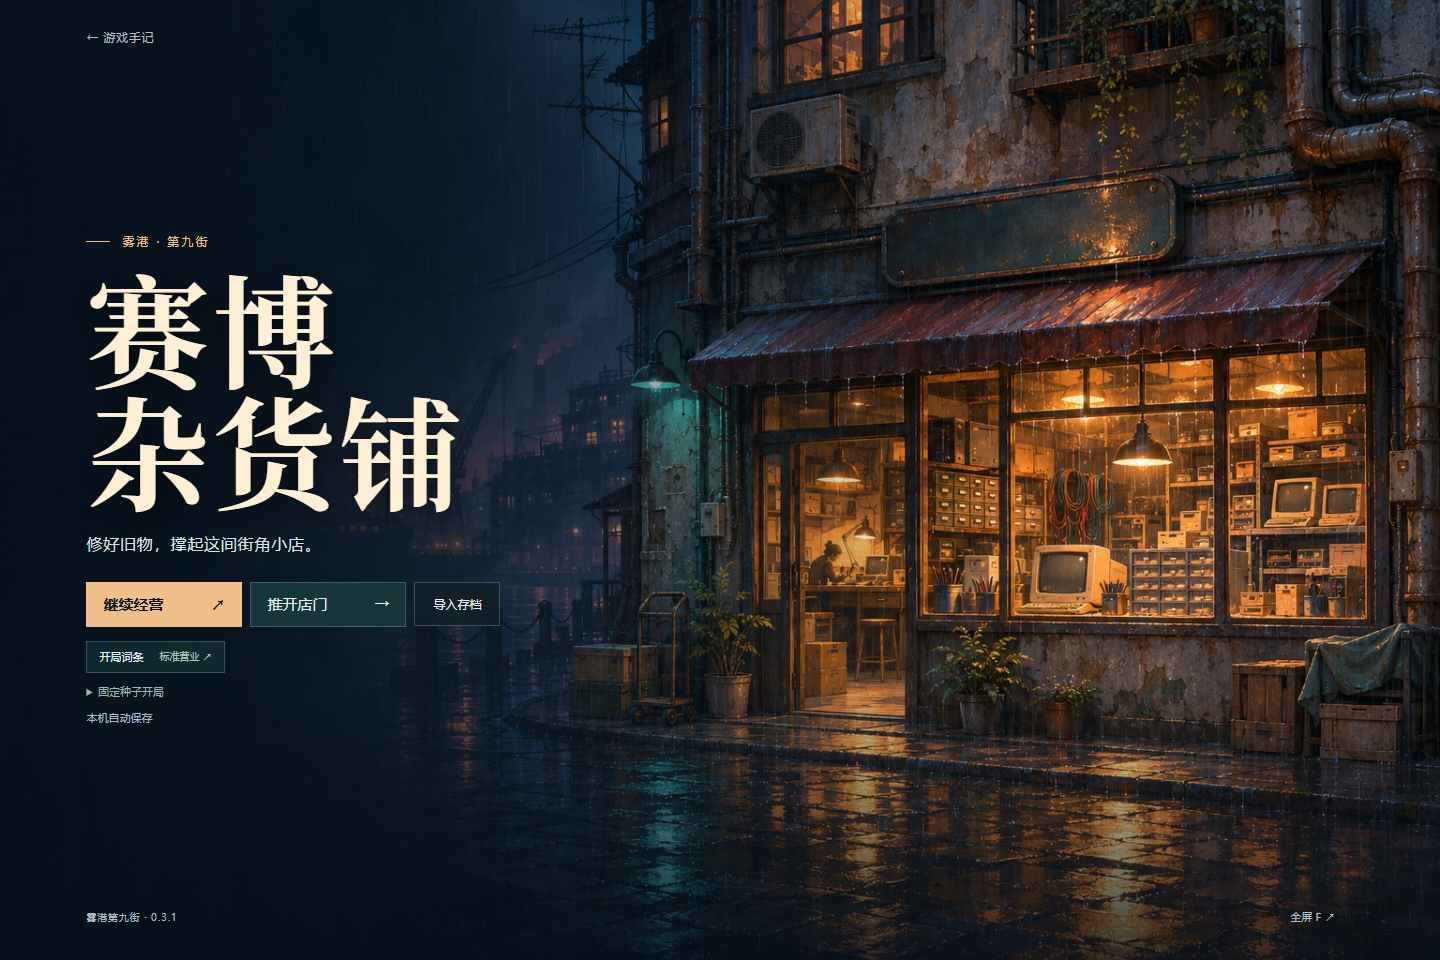 ← 游戏手记
雾港 · 第九街
赛博
杂货铺
修好旧物，撑起这间街角小店。
继续经营 ↗
推开店门 →
导入存档
开局词条 标准营业 ↗
▶ 固定种子开局
本机自动保存
雾港第九街 · 0.3.1
全屏 F ↗